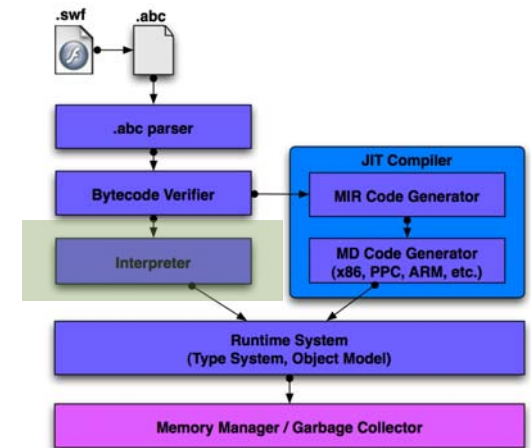 .swf
.abc
.abc parser
JIT Compiler
Bytecode Verifier
MIR Code Generator
Interpreter
MD Code Generator
(x86, PPC, ARM, etc.)
Runtime System
(Type System, Object Model)
Memory Manager / Garbage Collector